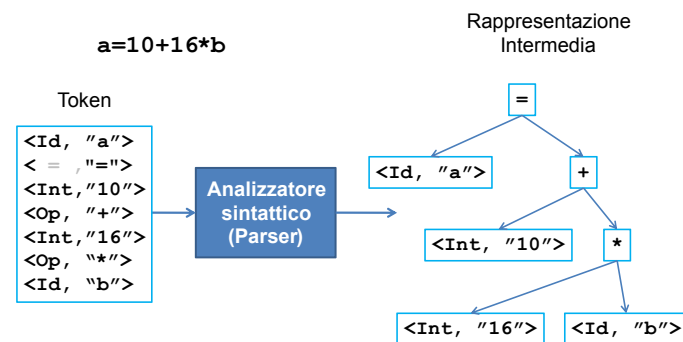 Rappresentazione
Intermedia
a=10+16*b
Token
<Id, ”a”>
< = ,"=">
<Int,”10”>
<Op, ”+”>
<Int,”16”>
<Op, “*”>
<Id, “b”>
Analizzatore
sintattico
(Parser)
=
<Id, ”a”>
+
<Int, ”10”>
*
<Int, ”16”>
<Id, ”b”>